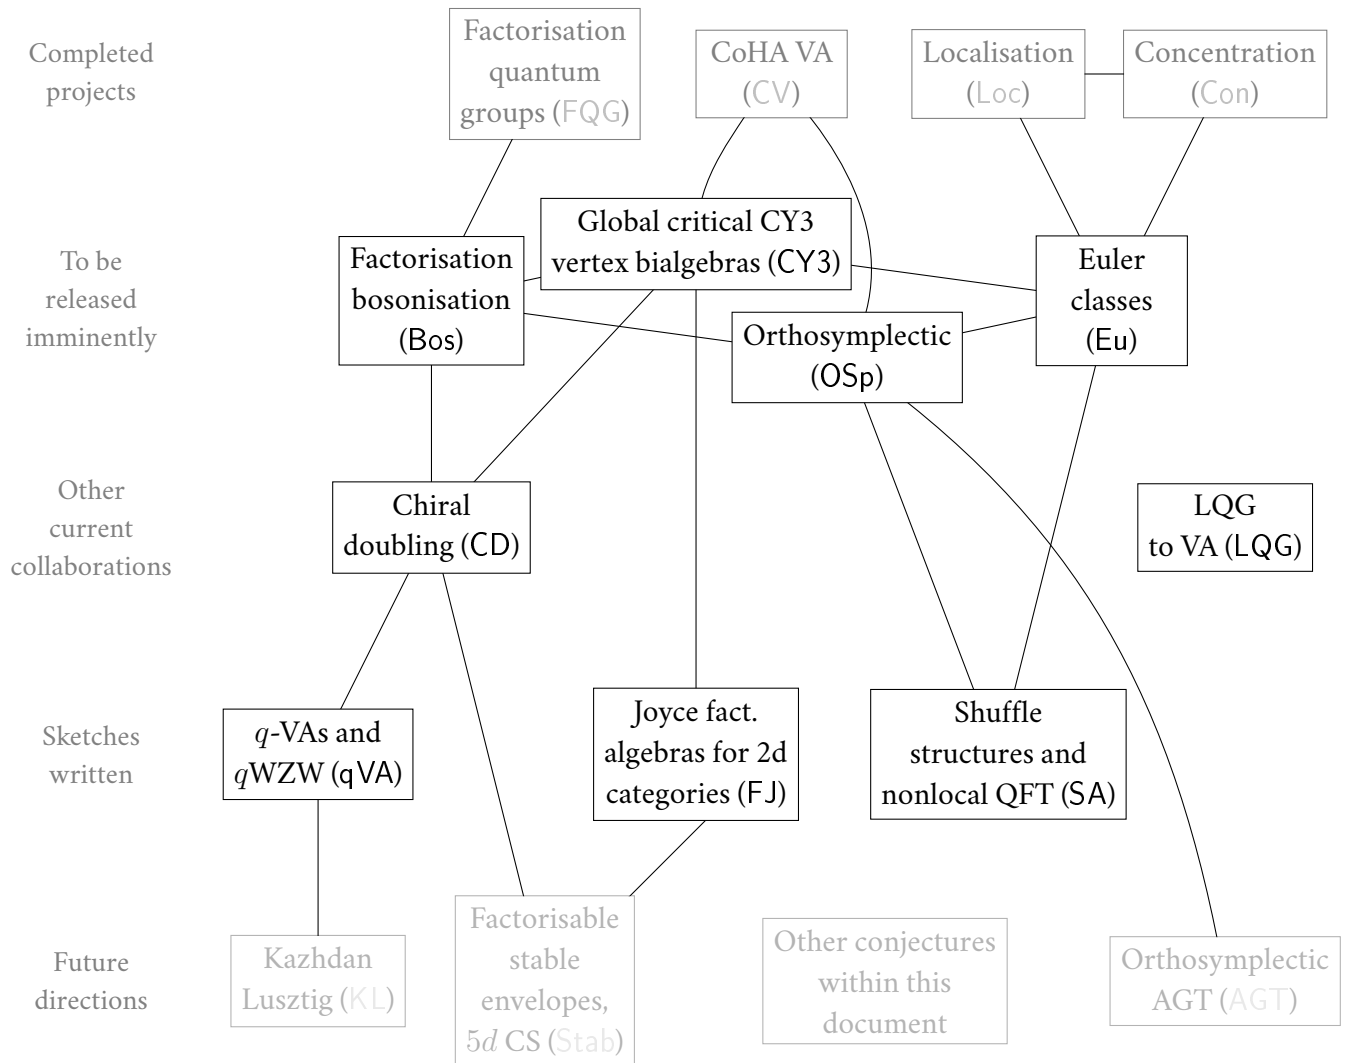 Completed
projects
Factorisation
quantum
groups (FQG)
CoHA VA
(CV)
Localisation
(Loc)
Concentration
(Con)
To be
released
imminently
Factorisation
bosonisation
(Bos)
Global critical CY3
vertex bialgebras (CY3)
Orthosymplectic
(OSp)
Euler
classes
(Eu)
Other
current
collaborations
Chiral
doubling (CD)
LQG
to VA (LQG)
Sketches
written
q-VAs and
qWZW (qVA)
Joyce fact.
algebras for 2d
categories (FJ)
Shuffle
structures and
nonlocal QFT (SA)
Future
directions
Kazhdan
Lusztig (KL)
Factorisable
stable
envelopes,
5d CS (Stab)
Other conjectures
within this
document
Orthosymplectic
AGT (AGT)